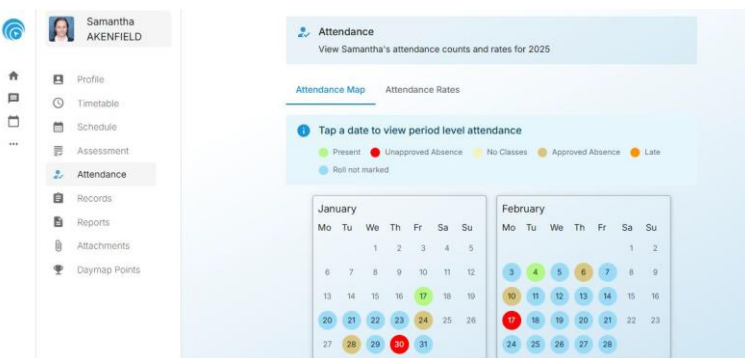 Samantha
AKENFIELD
Profile
Timetable
Schedule
Assessment
Attendance
Records
Reports
Attachments
Daymap Points
Attendance
View Samantha's attendance counts and rates for 2025
Attendance Map Attendance Rates
Tap a date to view period level attendance
Present Unapproved Absence No Classes Approved Absence Late
Roll not marked
January
Mo Tu We Th Fr Sa Su
1 2 3 4 5
6 7 8 9 10 11 12
13 14 15 16 17 18 19
20 21 22 23 24 25 26
27 28 29 30 31
February
Mo Tu We Th Fr Sa Su
1 2
3 4 5 6 7 8 9
10 11 12 13 14 15 16
17 18 19 20 21 22 23
24 25 26 27 28